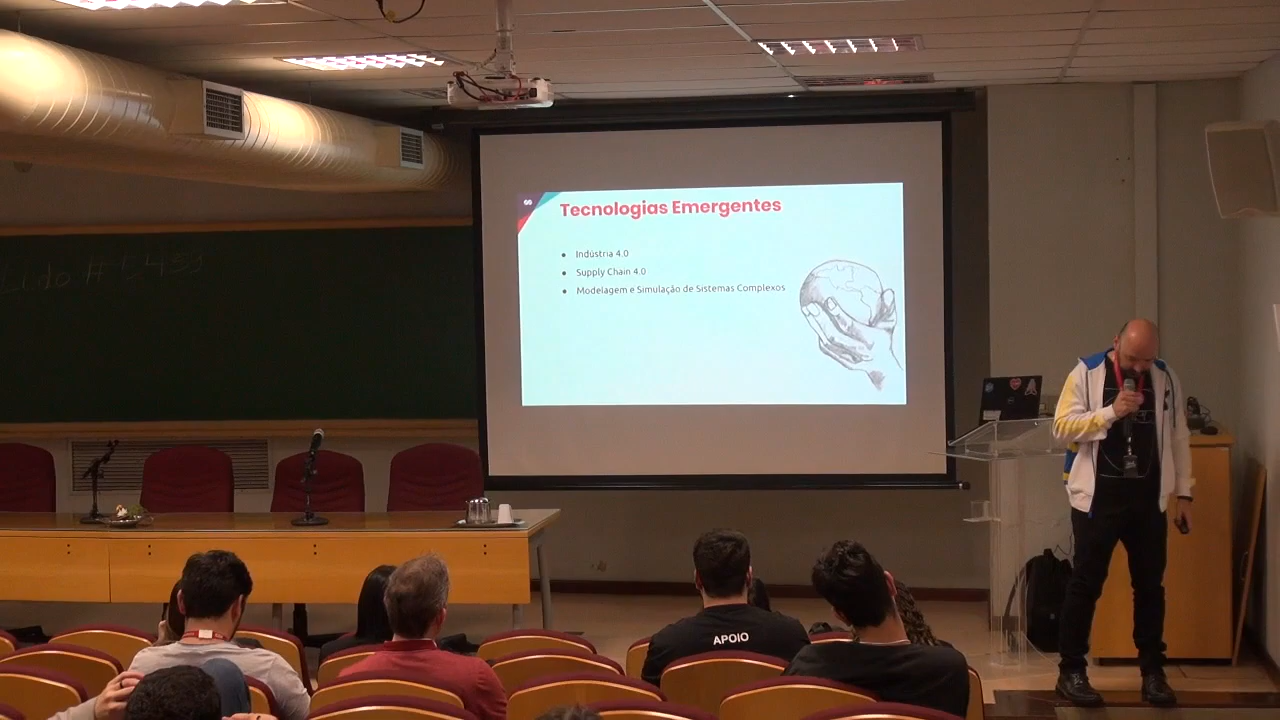 Tecnologias Emergentes
Indústria 4.0
Supply Chain 4.0
Modelagem e Simulação de Sistemas Complexos
APOIO